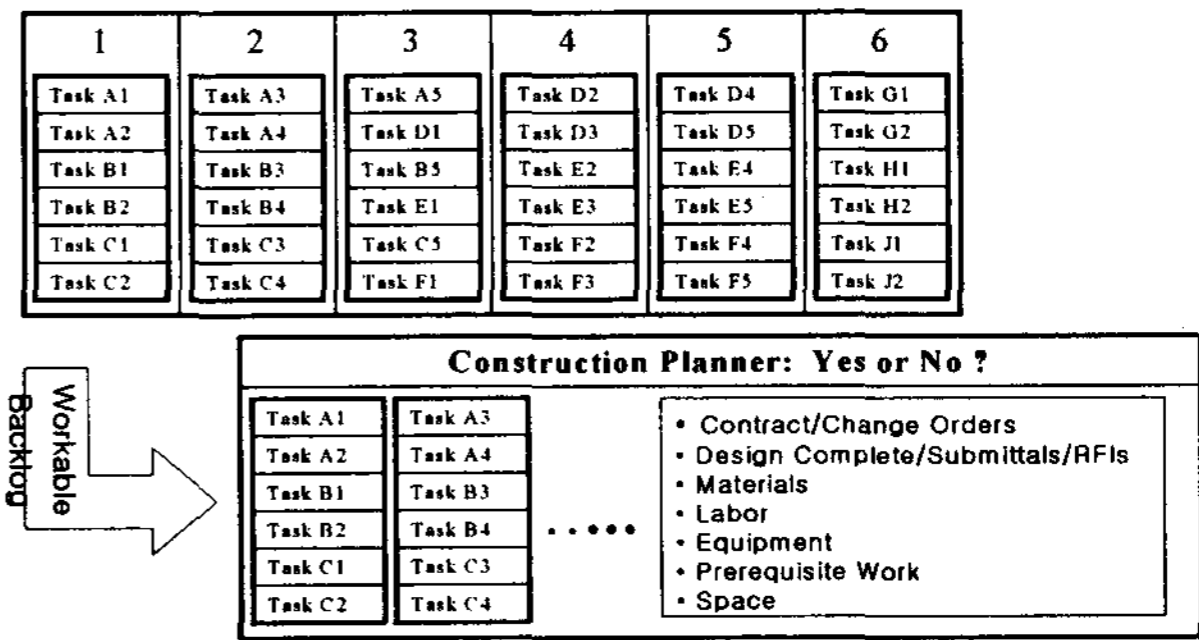 1 2 3 4 5 6
Task A1 Task A3 Task A5 Task D2 Task D4 Task G1
Task A2 Task A4 Task D1 Task D3 Task D5 Task G2
Task B1 Task B3 Task B5 Task E2 Task E4 Task H1
Task B2 Task B4 Task E1 Task E3 Task E5 Task H2
Task C1 Task C3 Task C5 Task F2 Task F4 Task J1
Task C2 Task C4 Task F1 Task F3 Task F5 Task J2
Workable
Backlog
Construction Planner: Yes or No ?
Task A1 Task A3
Task A2 Task A4
Task B1 Task B3
Task B2 Task B4
Task C1 Task C3
Task C2 Task C4
.....
• Contract/Change Orders
• Design Complete/Submittals/RFIs
• Materials
• Labor
• Equipment
• Prerequisite Work
• Space